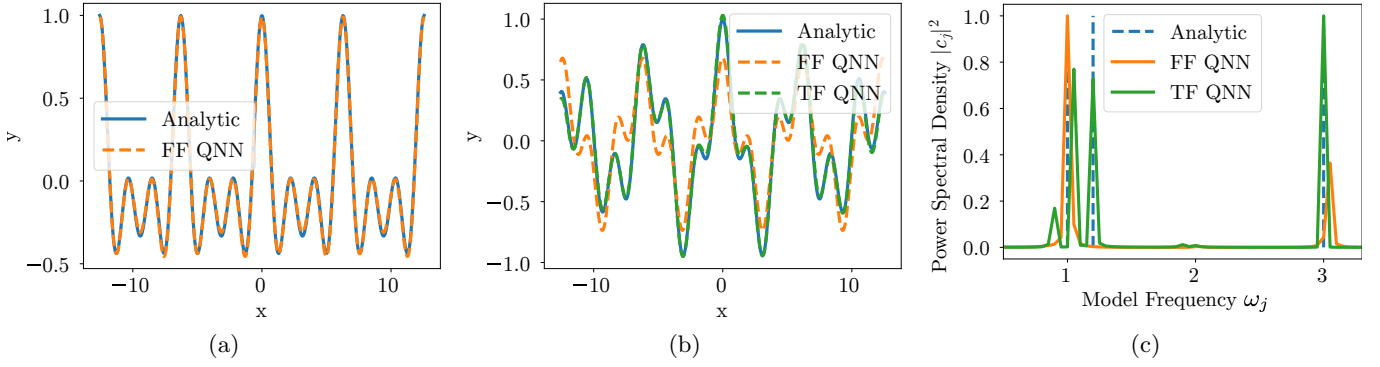 1.0
0.5
0.0
−0.5
y
Analytic
FF QNN
−10
0
10
x
(a)
1.0
0.5
0.0
−0.5
−1.0
y
Analytic
FF QNN
TF QNN
−10
0
10
x
(b)
1.0
0.8
0.6
0.4
0.2
0.0
Power Spectral Density |c_j|^2
Analytic
FF QNN
TF QNN
1
2
3
Model Frequency ω_j
(c)